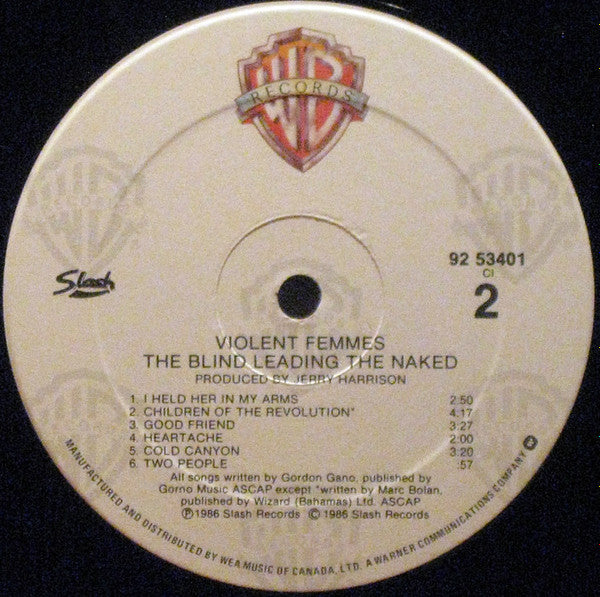 WB
RECORDS
Slash
92 53401
CI
2
VIOLENT FEMMES
THE BLIND LEADING THE NAKED
PRODUCED BY JERRY HARRISON
1. I HELD HER IN MY ARMS 2:50
2. CHILDREN OF THE REVOLUTION* 4:17
3. GOOD FRIEND 3:27
4. HEARTACHE 2:00
5. COLD CANYON 3:20
6. TWO PEOPLE :57
All songs written by Gordon Gano, published by
Gorno Music ASCAP except *written by Marc Bolan,
published by Wizard (Bahamas) Ltd. ASCAP
℗1986 Slash Records ©1986 Slash Records
MANUFACTURED AND DISTRIBUTED BY WEA MUSIC OF CANADA, LTD. A WARNER COMMUNICATIONS COMPANY